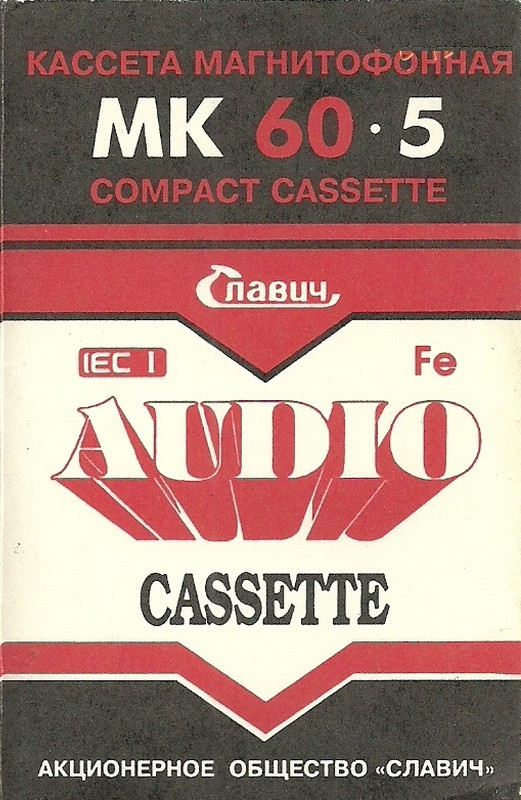 КАССЕТА МАГНИТОФОННАЯ
МК 60·5
COMPACT CASSETTE
Славич
IEC I Fe
AUDIO
CASSETTE
АКЦИОНЕРНОЕ ОБЩЕСТВО «СЛАВИЧ»